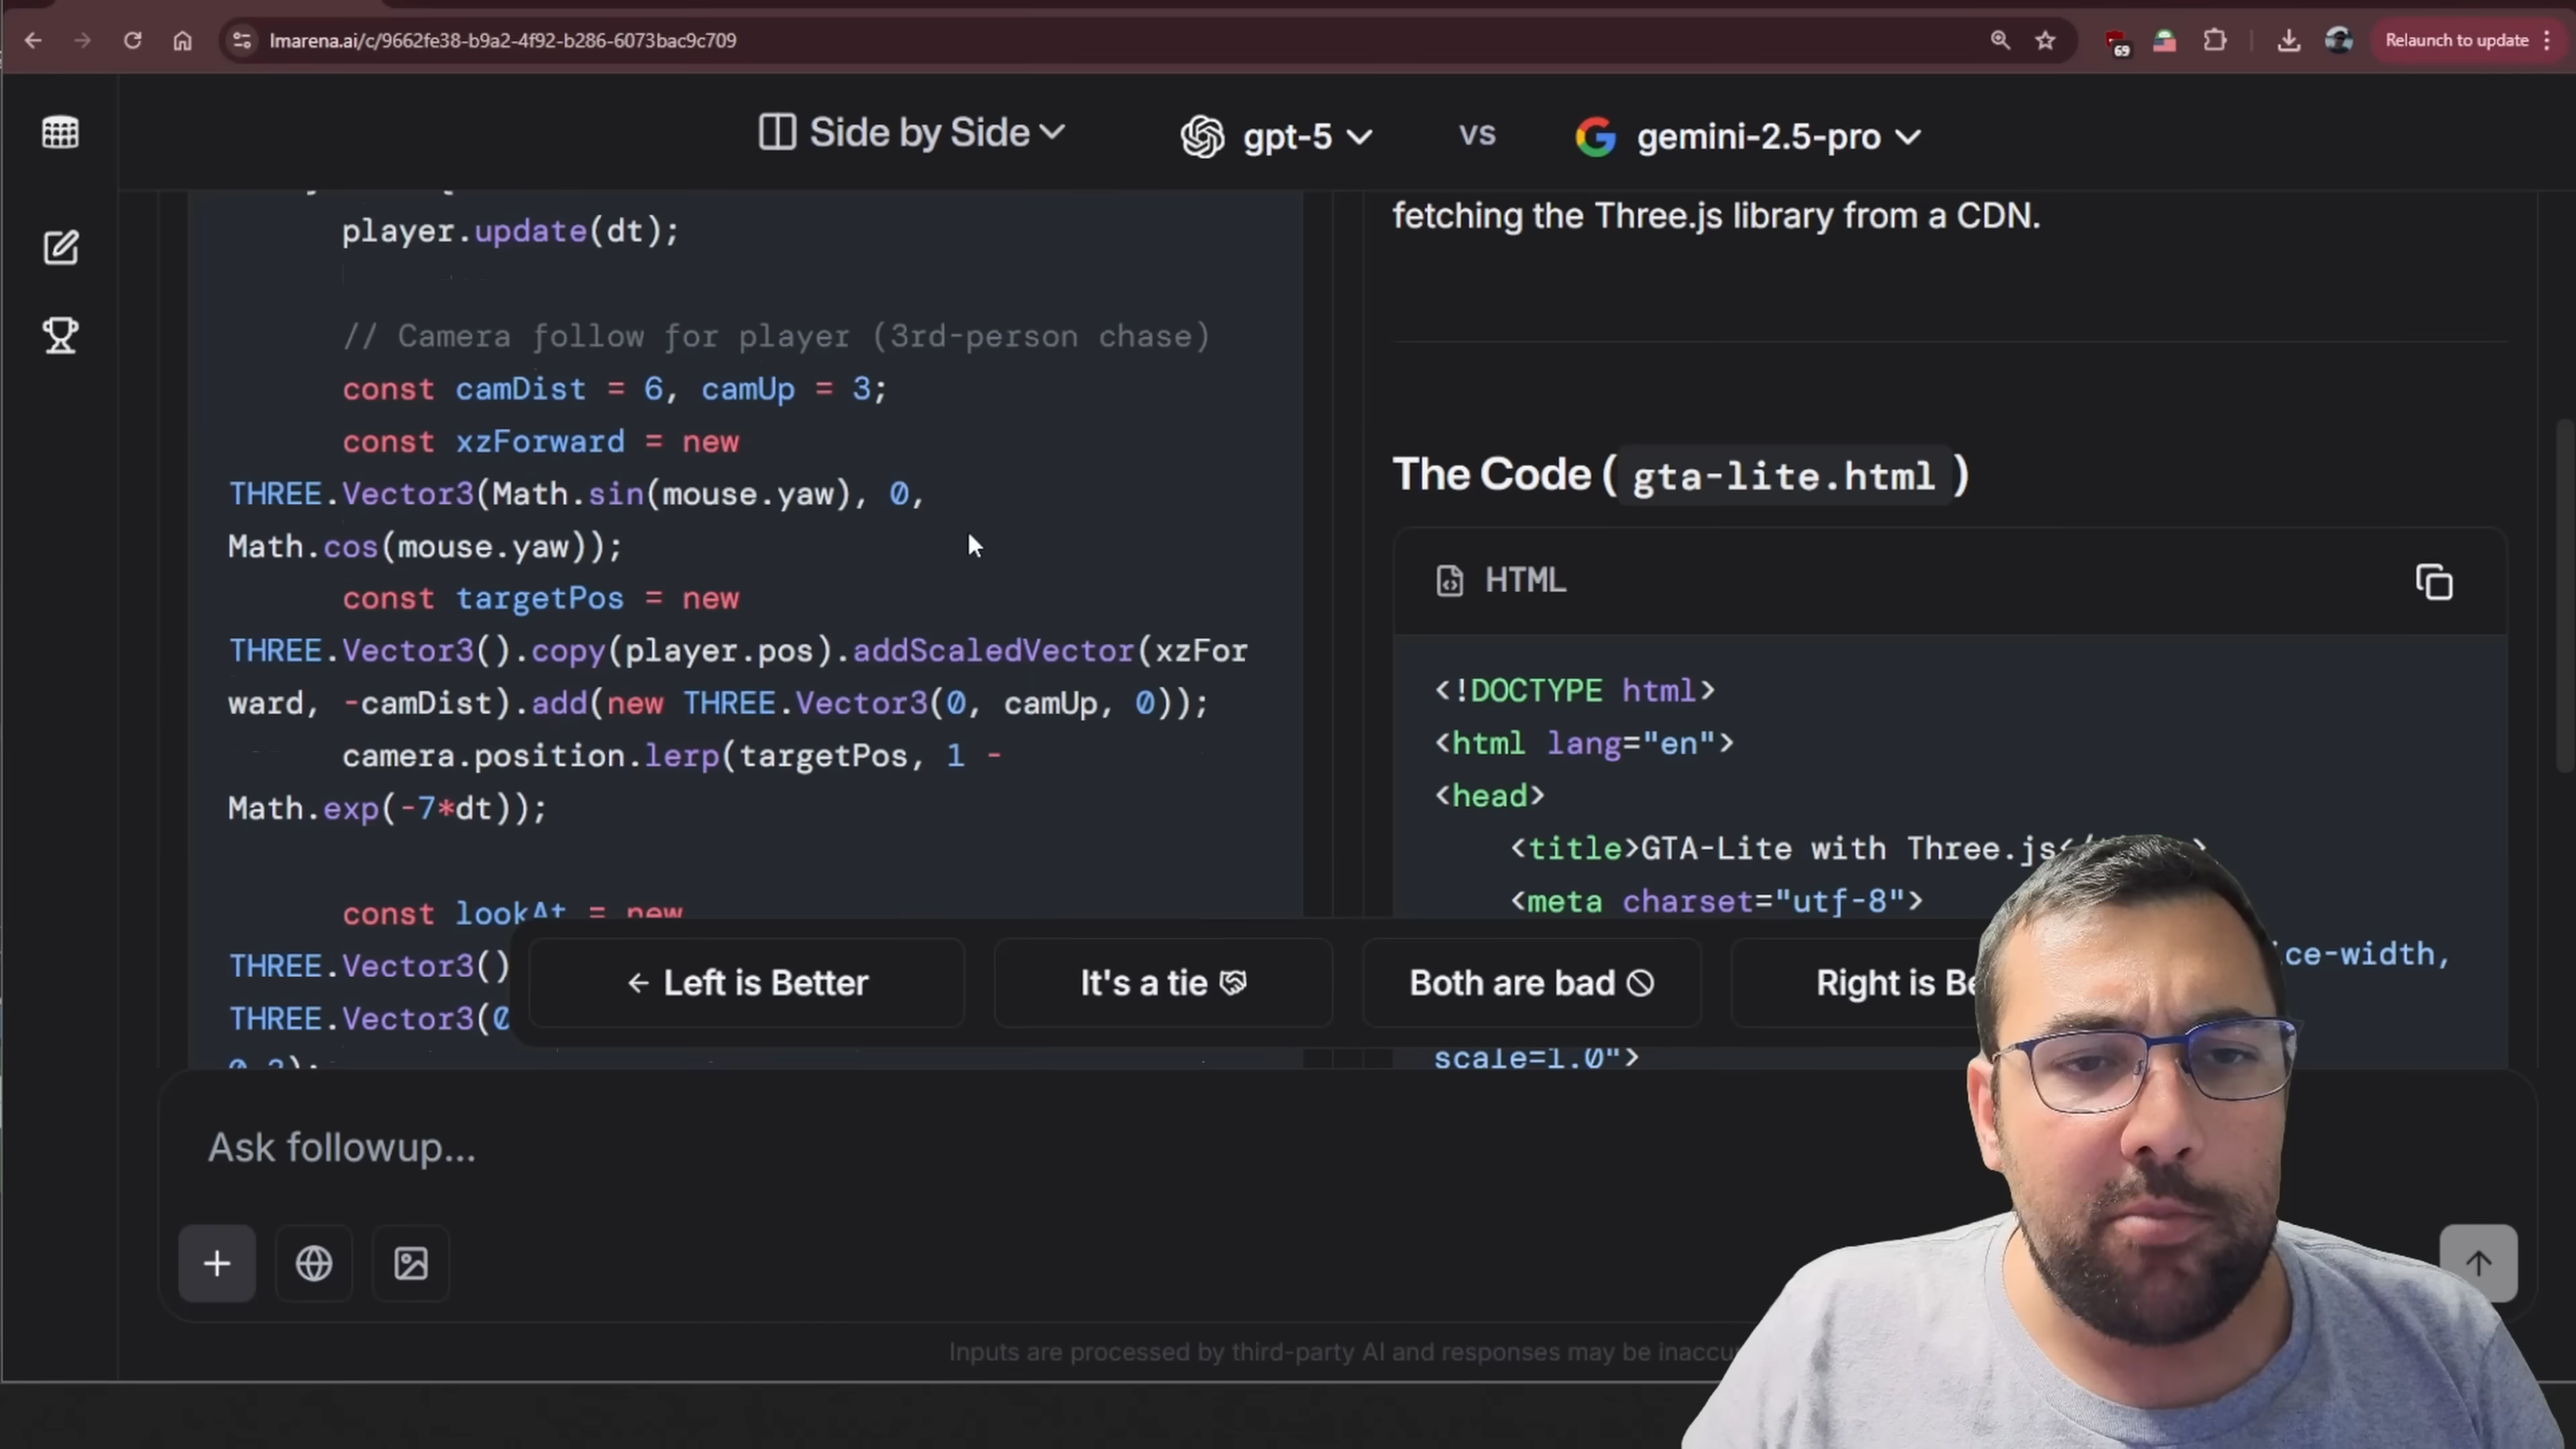 lmarena.ai/c/9662fe38-b9a2-4f92-b286-6073bac9c709
69
Relaunch to update
Side by Side
gpt-5
VS
gemini-2.5-pro
player.update(dt);
// Camera follow for player (3rd-person chase)
const camDist = 6, camUp = 3;
const xzForward = new
THREE.Vector3(Math.sin(mouse.yaw), 0,
Math.cos(mouse.yaw));
const targetPos = new
THREE.Vector3().copy(player.pos).addScaledVector(xzFor
ward, -camDist).add(new THREE.Vector3(0, camUp, 0));
camera.position.lerp(targetPos, 1 -
Math.exp(-7*dt));
const lookAt = new
THREE.Vector3()
THREE.Vector3(0
fetching the Three.js library from a CDN.
The Code ( gta-lite.html )
HTML
<!DOCTYPE html>
<html lang="en">
<head>
<title>GTA-Lite with Three.js</
<meta charset="utf-8">
ce-width,
scale=1.0">
← Left is Better
It's a tie
Both are bad
Right is Be
Ask followup...
Inputs are processed by third-party AI and responses may be inaccu